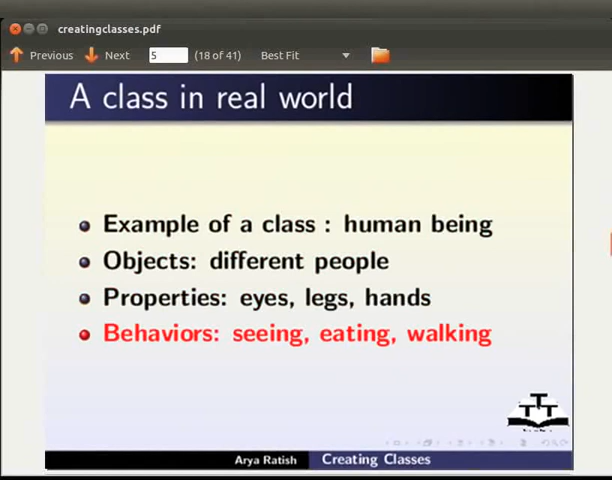 creatingclasses.pdf
Previous Next 5 (18 of 41) Best Fit
A class in real world
Example of a class : human being
Objects: different people
Properties: eyes, legs, hands
Behaviors: seeing, eating, walking
TTT
Arya Ratish Creating Classes